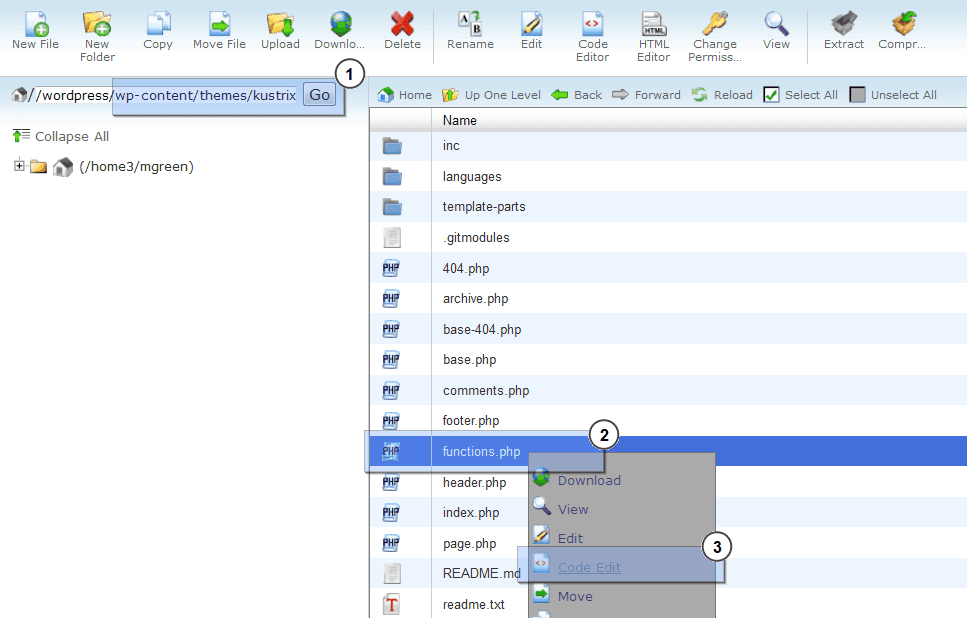 New File
New Folder
Copy
Move File
Upload
Downlo...
Delete
Rename
Edit
Code Editor
HTML Editor
Change Permiss...
View
Extract
Compr...
1
//wordpress/wp-content/themes/kustrix Go
Home Up One Level Back Forward Reload Select All Unselect All
Collapse All
(/home3/mgreen)
Name
inc
languages
template-parts
.gitmodules
404.php
archive.php
base-404.php
base.php
comments.php
footer.php
2
functions.php
header.php
index.php
page.php
README.md
readme.txt
Download
View
Edit
3
Code Edit
Move